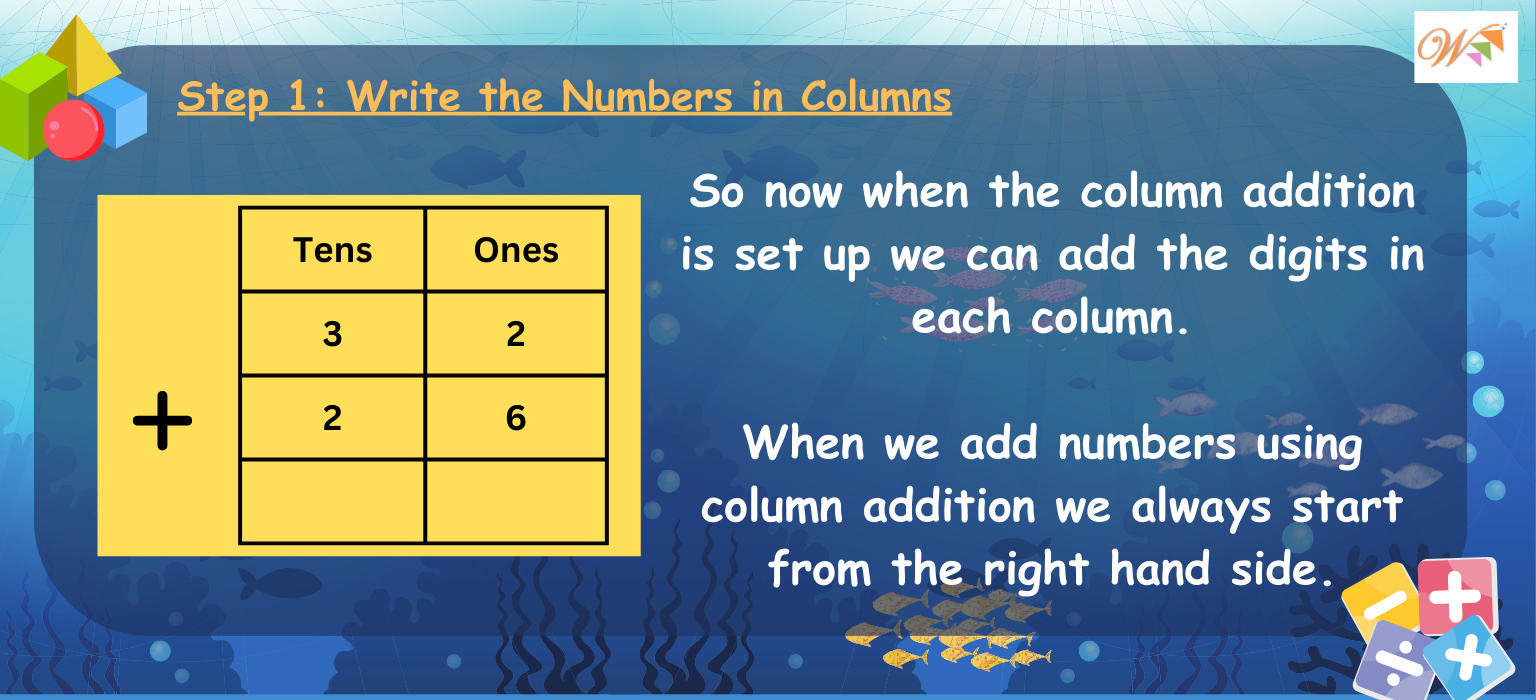 Step 1: Write the Numbers in Columns
Tens Ones
3 2
+ 2 6
So now when the column addition
is set up we can add the digits in
each column.
When we add numbers using
column addition we always start
from the right hand side.
W
− +
÷ +